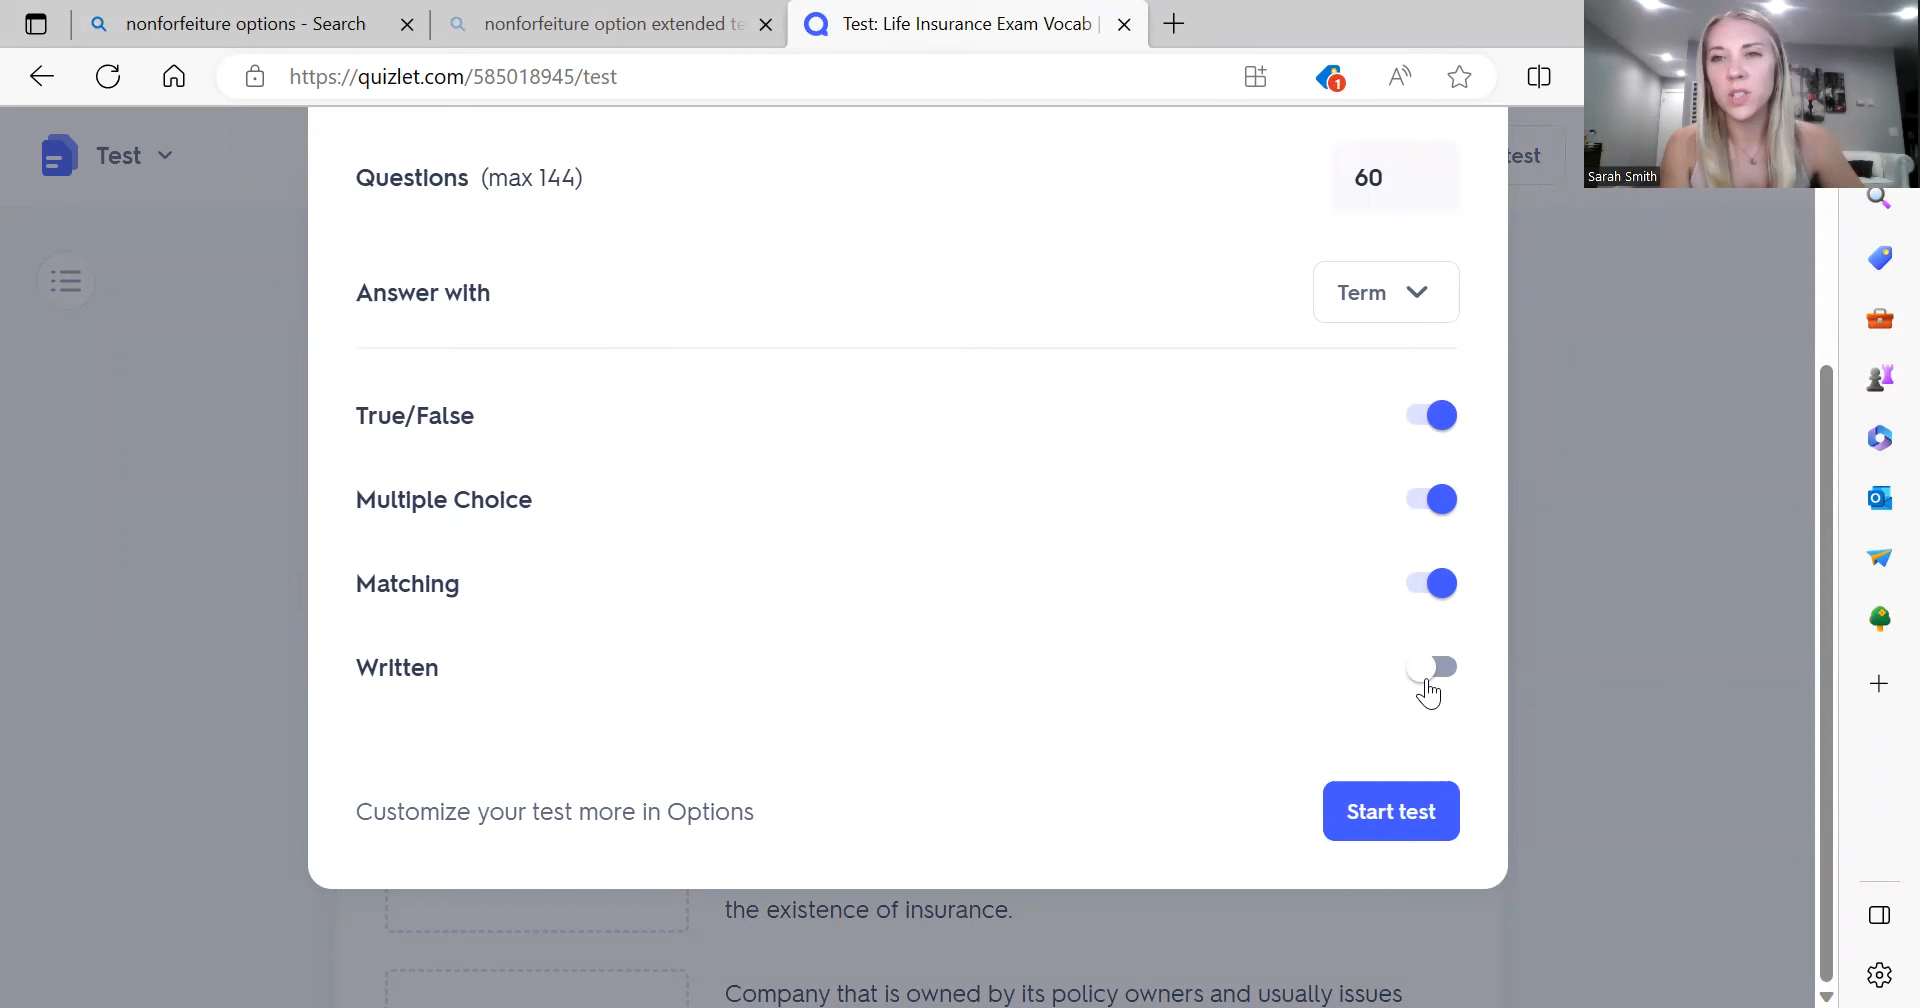 nonforfeiture options - Search
nonforfeiture option extended te
Test: Life Insurance Exam Vocab |
https://quizlet.com/585018945/test
1
Sarah Smith
Test
test
Questions (max 144)
60
Answer with
Term
True/False
Multiple Choice
Matching
Written
Customize your test more in Options
Start test
the existence of insurance.
Company that is owned by its policy owners and usually issues